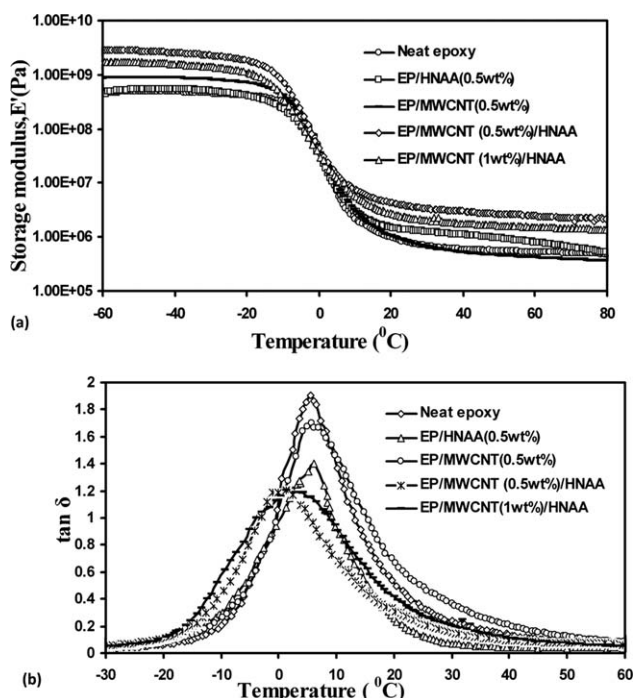 1.00E+10
1.00E+09
1.00E+08
1.00E+07
1.00E+06
1.00E+05
Storage modulus,E'(Pa)
Neat epoxy
EP/HNAA(0.5wt%)
EP/MWCNT(0.5wt%)
EP/MWCNT (0.5wt%)/HNAA
EP/MWCNT (1wt%)/HNAA
-60 -40 -20 0 20 40 60 80
Temperature (⁰C)
(a)
2
1.8
1.6
1.4
1.2
1
0.8
0.6
0.4
0.2
0
tan δ
Neat epoxy
EP/HNAA(0.5wt%)
EP/MWCNT(0.5wt%)
EP/MWCNT (0.5wt%)/HNAA
EP/MWCNT(1wt%)/HNAA
-30 -20 -10 0 10 20 30 40 50 60
Temperature (⁰C)
(b)